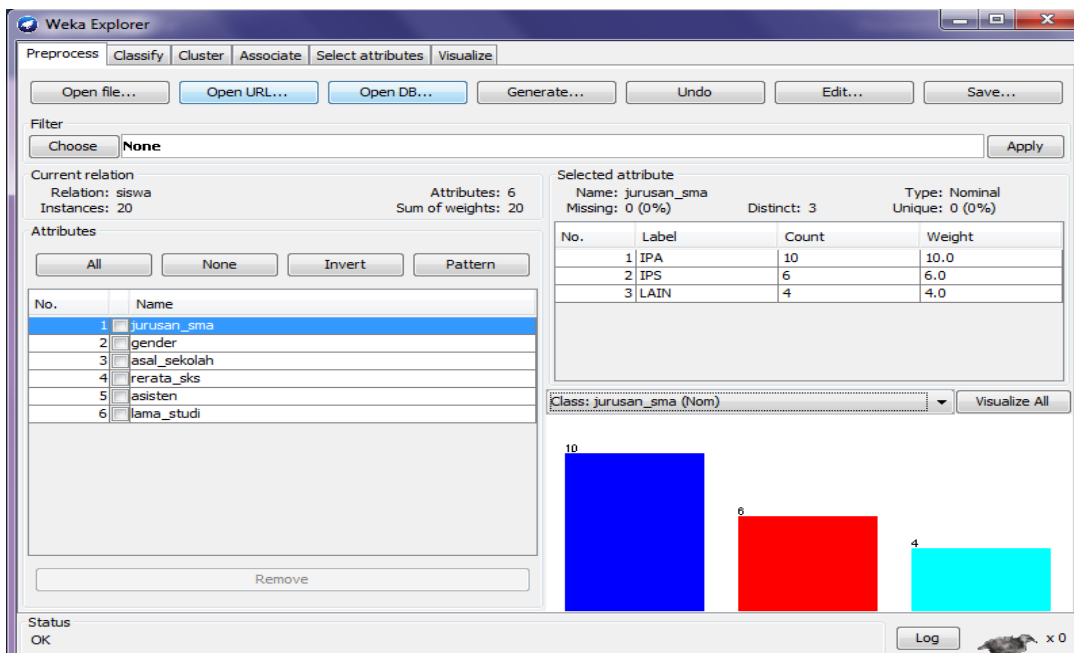 Weka Explorer
Preprocess Classify Cluster Associate Select attributes Visualize
Open file... Open URL... Open DB... Generate... Undo Edit... Save...
Filter
Choose None Apply
Current relation
Relation: siswa Attributes: 6
Instances: 20 Sum of weights: 20
Attributes
All None Invert Pattern
No. Name
1 jurusan_sma
2 gender
3 asal_sekolah
4 rerata_sks
5 asisten
6 lama_studi
Remove
Selected attribute
Name: jurusan_sma Type: Nominal
Missing: 0 (0%) Distinct: 3 Unique: 0 (0%)
No. Label Count Weight
1 IPA 10 10.0
2 IPS 6 6.0
3 LAIN 4 4.0
Class: jurusan_sma (Nom) Visualize All
10
6
4
Status
OK Log x 0